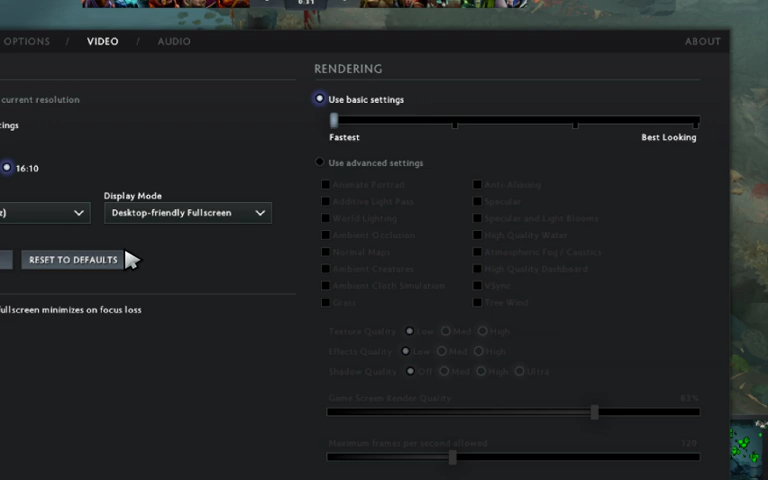 0:31
OPTIONS / VIDEO / AUDIO ABOUT
RENDERING
current resolution
Use basic settings
tings
Fastest Best Looking
16:10
Use advanced settings
Animate Portrait Anti-Aliasing
Display Mode
Additive Light Pass Specular
z) Desktop-friendly Fullscreen
World Lighting Specular and Light Blooms
Ambient Occlusion High Quality Water
Normal Maps Atmospheric Fog / Caustics
RESET TO DEFAULTS
Ambient Creatures High Quality Dashboard
Ambient Cloth Simulation VSync
Grass Tree Wind
ullscreen minimizes on focus loss
Texture Quality Low Med High
Effects Quality Low Med High
Shadow Quality Off Med High Ultra
Game Screen Render Quality
Maximum frames per second allowed 120